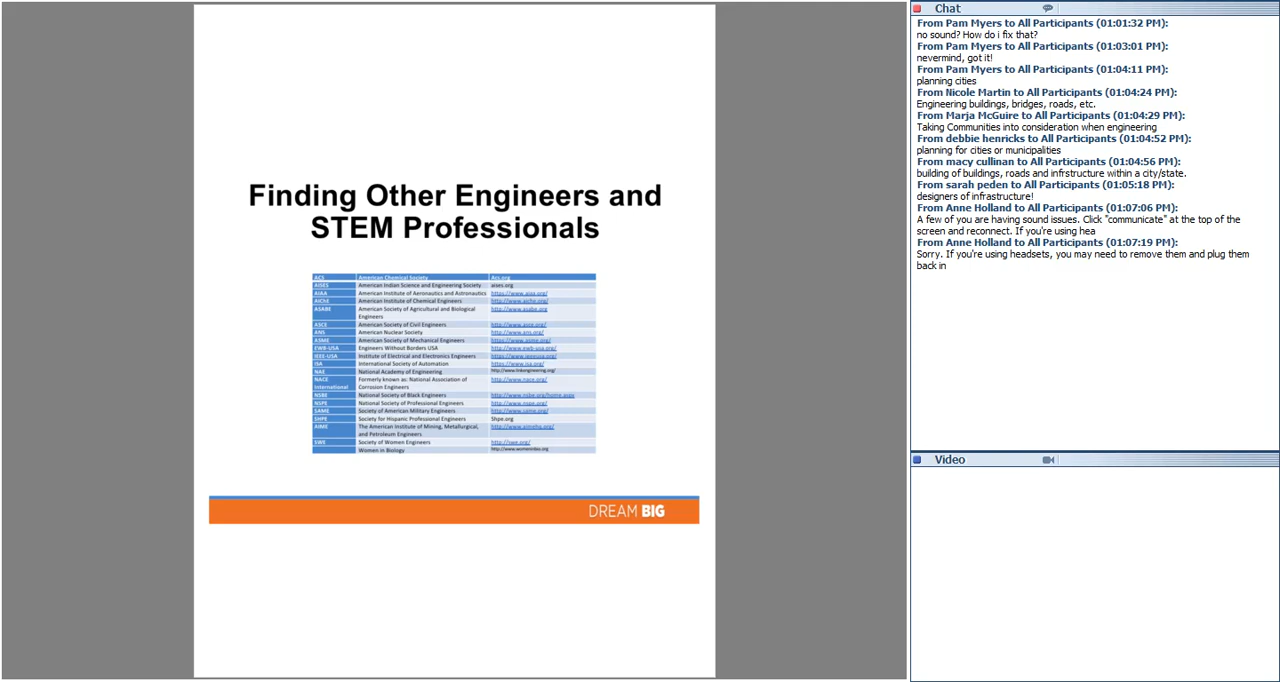 Finding Other Engineers and
STEM Professionals
ACS American Chemical Society Acs.org
AISES American Indian Science and Engineering Society aises.org
AIAA American Institute of Aeronautics and Astronautics https://www.aiaa.org/
AIChE American Institute of Chemical Engineers http://www.aiche.org/
ASABE American Society of Agricultural and Biological http://www.asabe.org
Engineers
ASCE American Society of Civil Engineers http://www.asce.org/
ANS American Nuclear Society http://www.ans.org/
ASME American Society of Mechanical Engineers https://www.asme.org/
EWB-USA Engineers Without Borders USA http://www.ewb-usa.org/
IEEE-USA Institute of Electrical and Electronics Engineers https://www.ieeeusa.org/
ISA International Society of Automation https://www.isa.org/
NAE National Academy of Engineering http://www.linkengineering.org/
NACE Formerly known as: National Association of http://www.nace.org/
International Corrosion Engineers
NSBE National Society of Black Engineers http://www.nsbe.org/home.aspx
NSPE National Society of Professional Engineers http://www.nspe.org/
SAME Society of American Military Engineers http://www.same.org/
SHPE Society for Hispanic Professional Engineers Shpe.org
AIME The American Institute of Mining, Metallurgical, http://www.aimehq.org/
and Petroleum Engineers
SWE Society of Women Engineers http://swe.org/
Women in Biology
DREAM BIG
Chat
From Pam Myers to All Participants (01:01:32 PM):
no sound? How do i fix that?
From Pam Myers to All Participants (01:03:01 PM):
nevermind, got it!
From Pam Myers to All Participants (01:04:11 PM):
planning cities
From Nicole Martin to All Participants (01:04:24 PM):
Engineering buildings, bridges, roads, etc.
From Marja McGuire to All Participants (01:04:29 PM):
Taking Communities into consideration when engineering
From debbie henricks to All Participants (01:04:52 PM):
planning for cities or municipalities
From macy cullinan to All Participants (01:04:56 PM):
building of buildings, roads and infrstructure within a city/state.
From sarah peden to All Participants (01:05:18 PM):
designers of infrastructure!
From Anne Holland to All Participants (01:07:06 PM):
A few of you are having sound issues. Click "communicate" at the top of the
screen and reconnect. If you're using hea
From Anne Holland to All Participants (01:07:19 PM):
Sorry. If you're using headsets, you may need to remove them and plug them
back in
Video